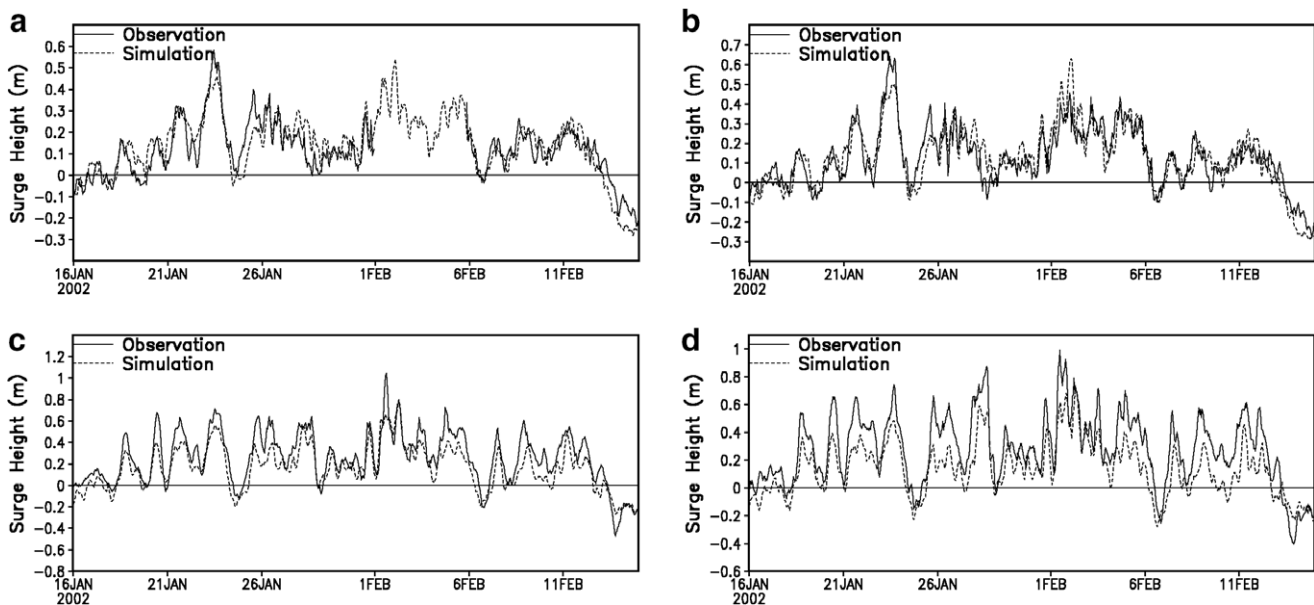 a
Observation
Simulation
Surge Height (m)
0.6
0.5
0.4
0.3
0.2
0.1
0
−0.1
−0.2
−0.3
16JAN 21JAN 26JAN 1FEB 6FEB 11FEB
2002
b
Observation
Simulation
Surge Height (m)
0.7
0.6
0.5
0.4
0.3
0.2
0.1
0
−0.1
−0.2
−0.3
16JAN 21JAN 26JAN 1FEB 6FEB 11FEB
2002
c
Observation
Simulation
Surge Height (m)
1.2
1
0.8
0.6
0.4
0.2
0
−0.2
−0.4
−0.6
−0.8
16JAN 21JAN 26JAN 1FEB 6FEB 11FEB
2002
d
Observation
Simulation
Surge Height (m)
1
0.8
0.6
0.4
0.2
0
−0.2
−0.4
−0.6
16JAN 21JAN 26JAN 1FEB 6FEB 11FEB
2002